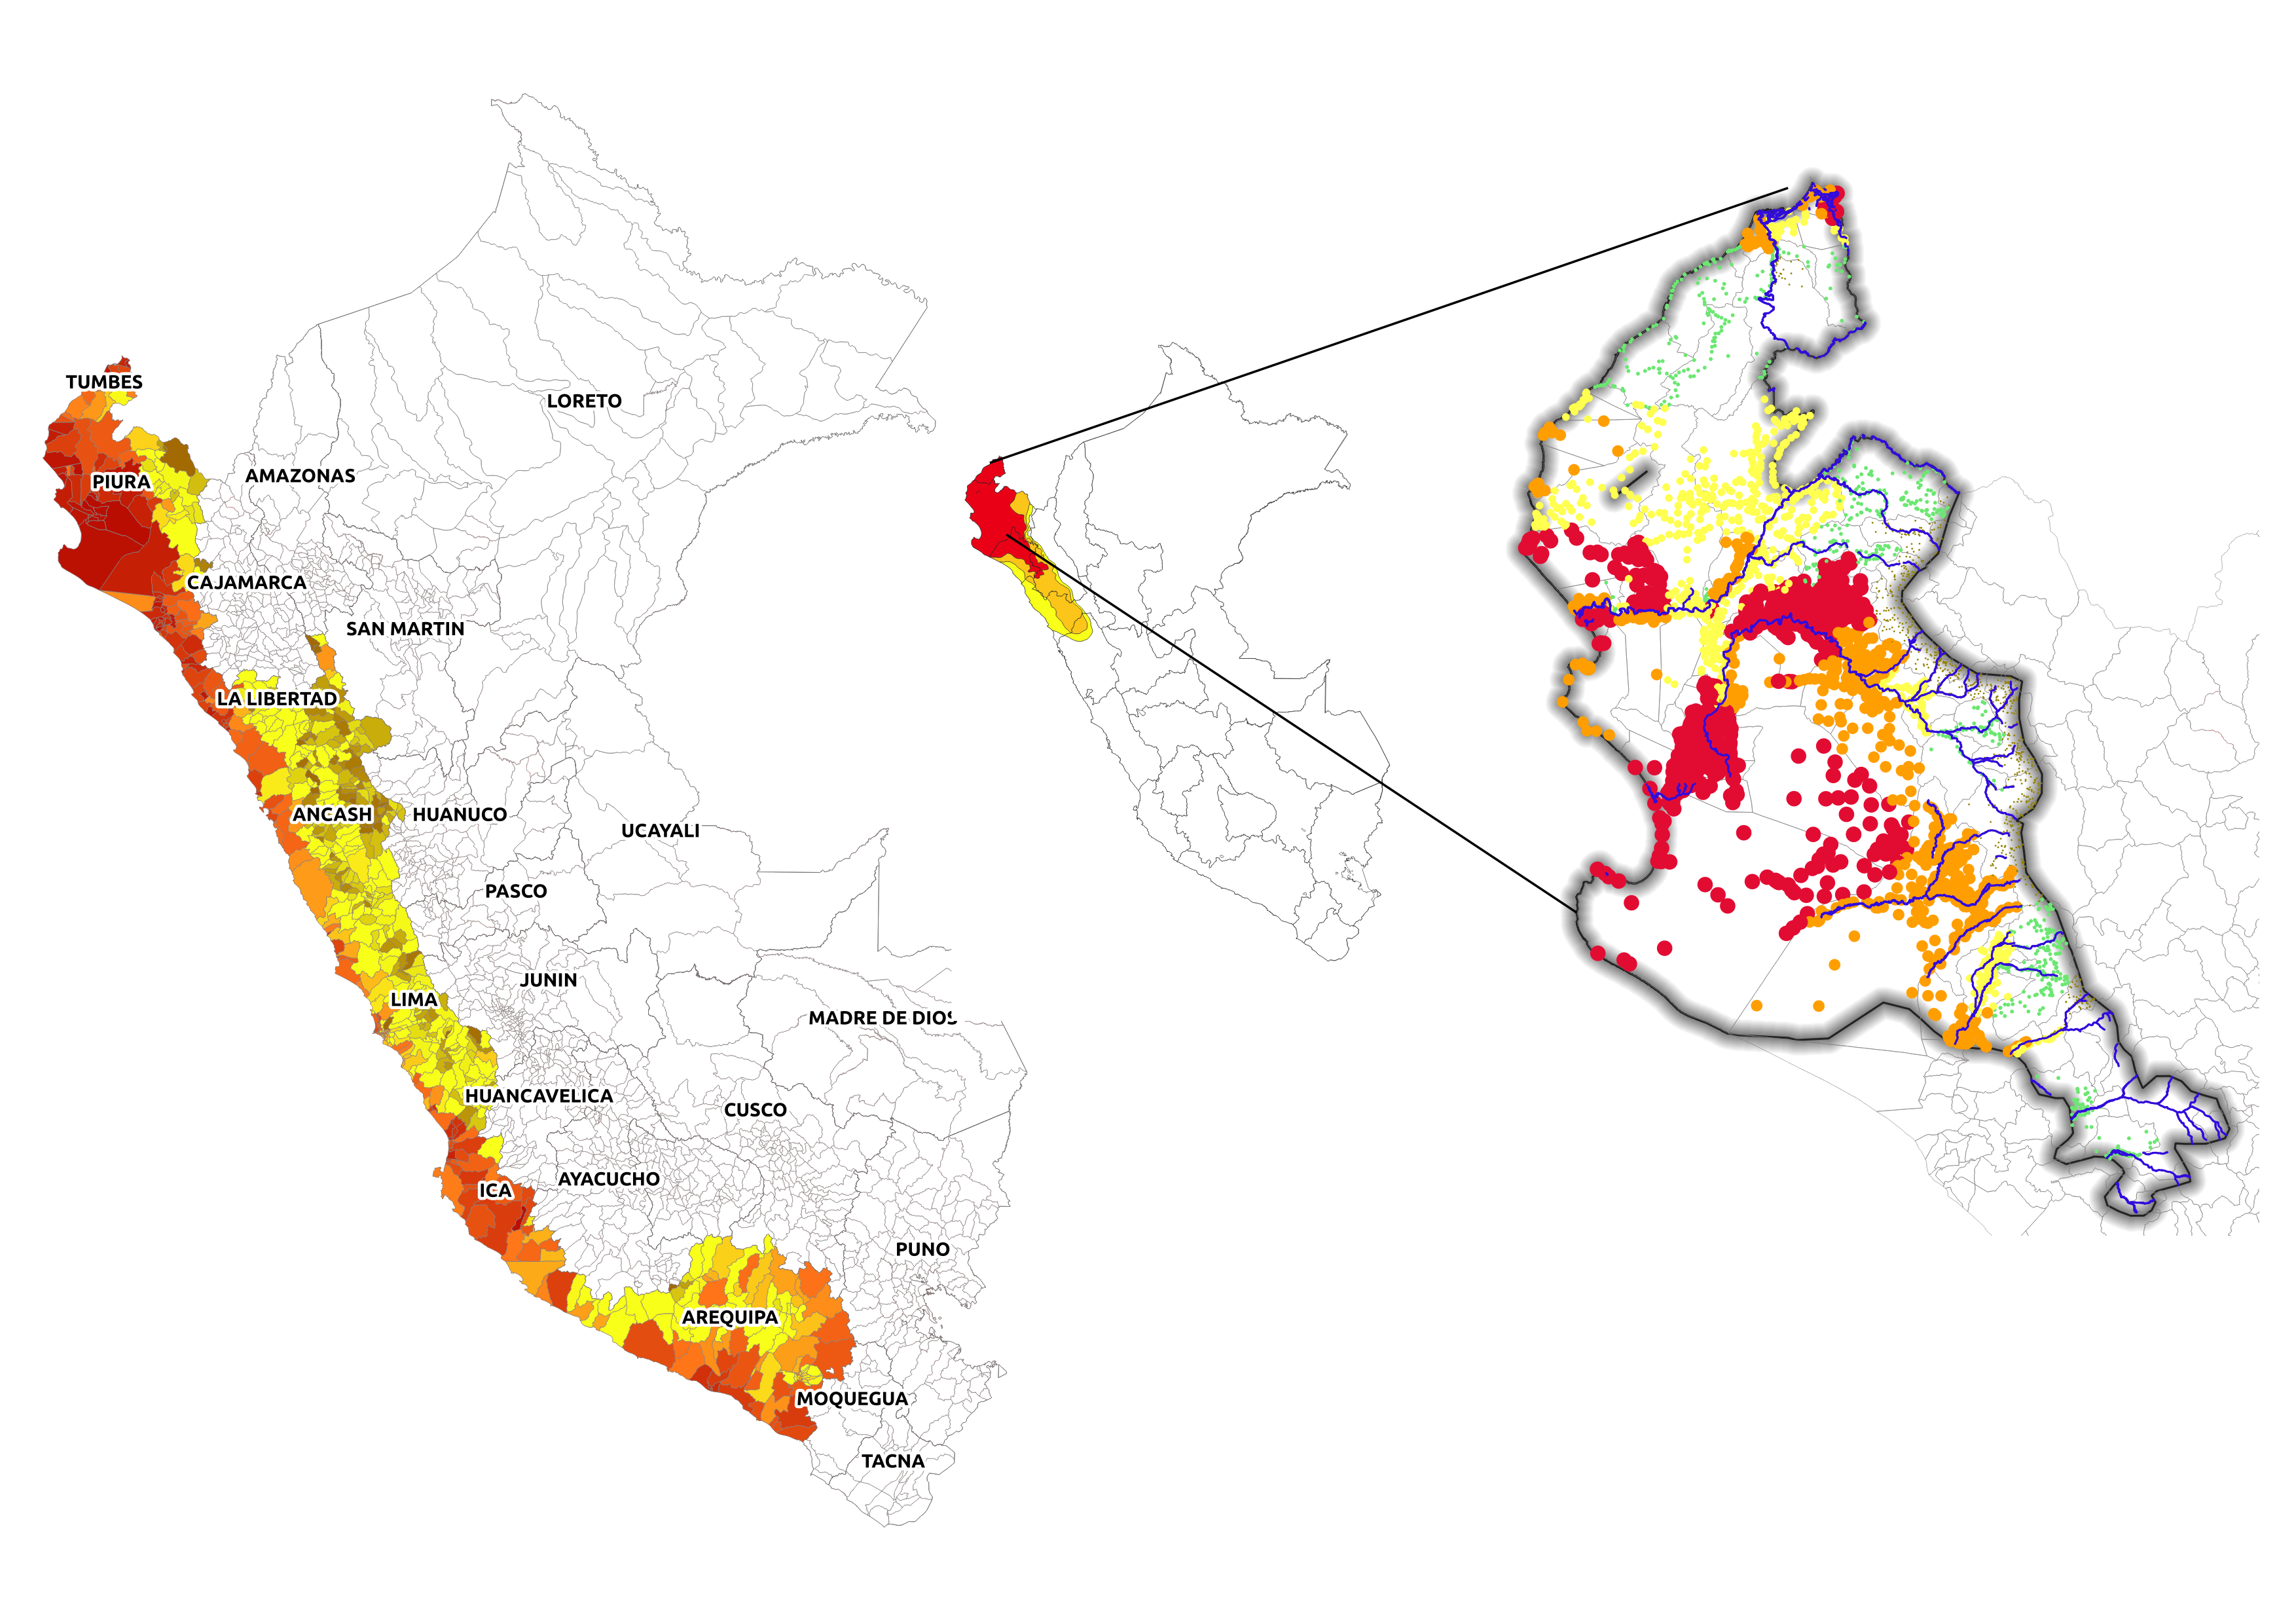 TUMBES
LORETO
PIURA
AMAZONAS
CAJAMARCA
SAN MARTIN
LA LIBERTAD
ANCASH
HUANUCO
UCAYALI
PASCO
JUNIN
LIMA
MADRE DE DIOS
HUANCAVELICA
CUSCO
AYACUCHO
ICA
PUNO
AREQUIPA
MOQUEGUA
TACNA